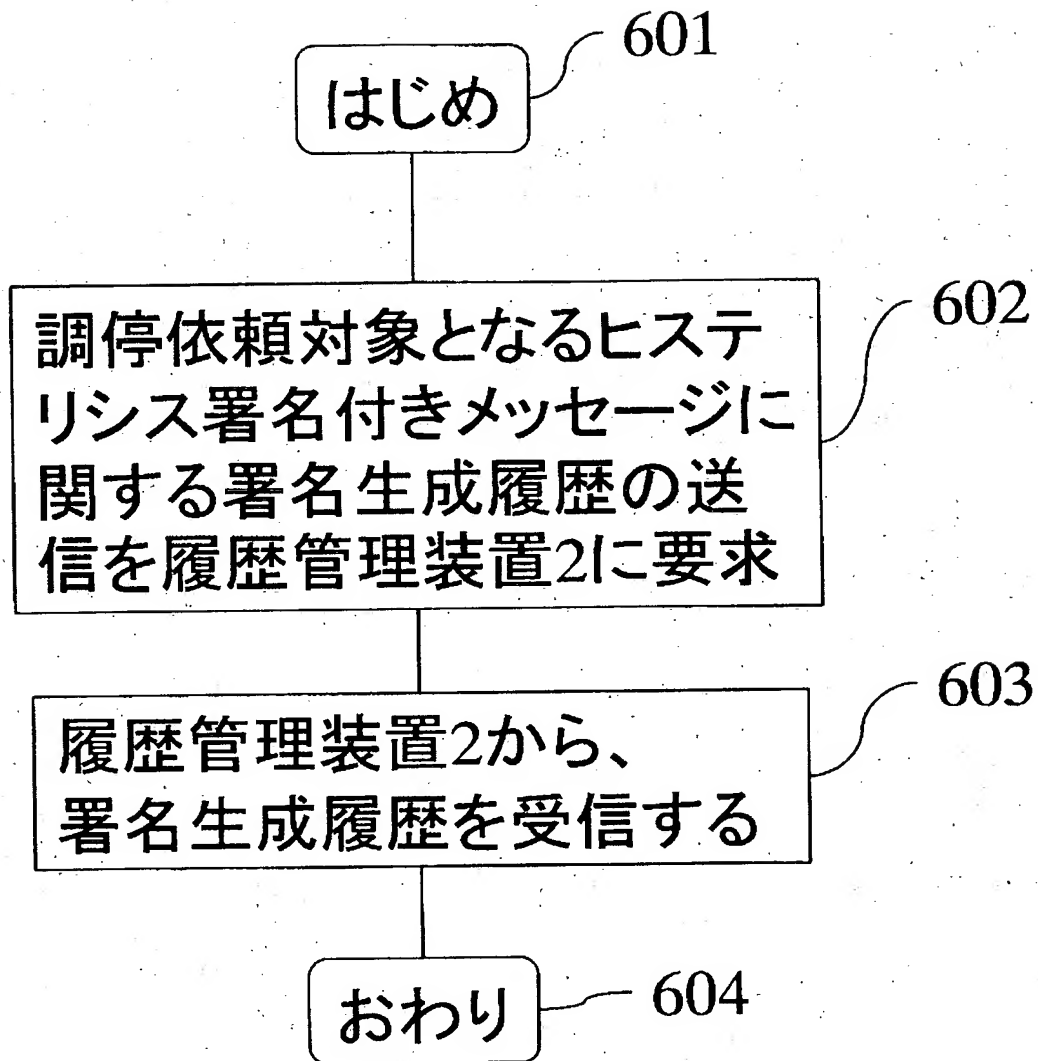 601
はじめ
602
調停依頼対象となるヒステ
リシス署名付きメッセージに
関する署名生成履歴の送
信を履歴管理装置2に要求
603
履歴管理装置2から、
署名生成履歴を受信する
おわり
604